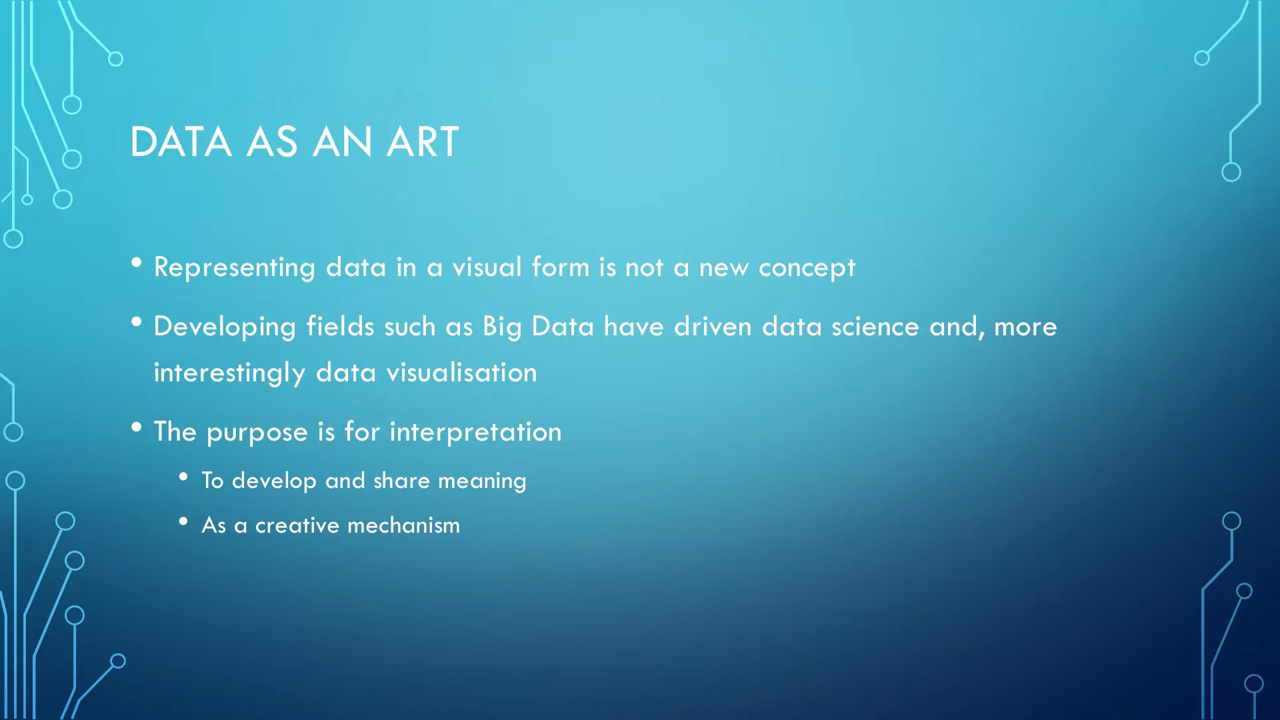 DATA AS AN ART
• Representing data in a visual form is not a new concept
• Developing fields such as Big Data have driven data science and, more
interestingly data visualisation
• The purpose is for interpretation
• To develop and share meaning
• As a creative mechanism